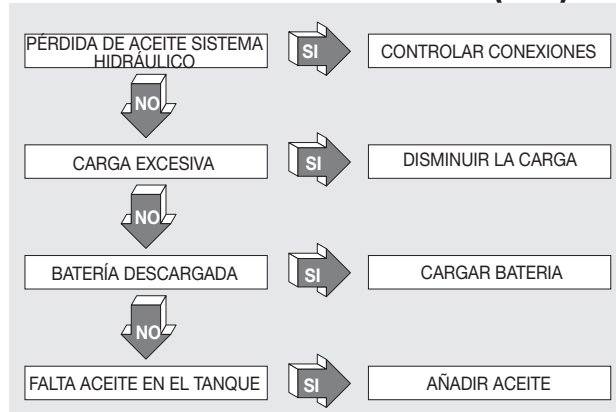 PÉRDIDA DE ACEITE SISTEMA
HIDRÁULICO
SI
CONTROLAR CONEXIONES
NO
CARGA EXCESIVA
SI
DISMINUIR LA CARGA
NO
BATERÍA DESCARGADA
SI
CARGAR BATERIA
NO
FALTA ACEITE EN EL TANQUE
SI
AÑADIR ACEITE